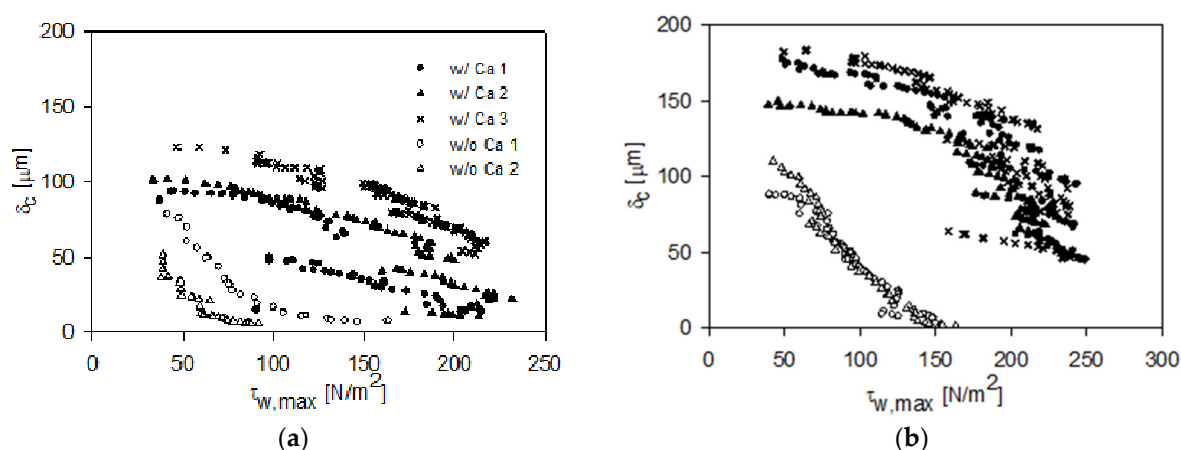 200
150
100
50
0
δc [μm]
w/ Ca 1
w/ Ca 2
w/ Ca 3
w/o Ca 1
w/o Ca 2
0 50 100 150 200 250
τw,max [N/m2]
(a)
200
150
100
50
0
δc [μm]
0 50 100 150 200 250 300
τw,max [N/m2]
(b)